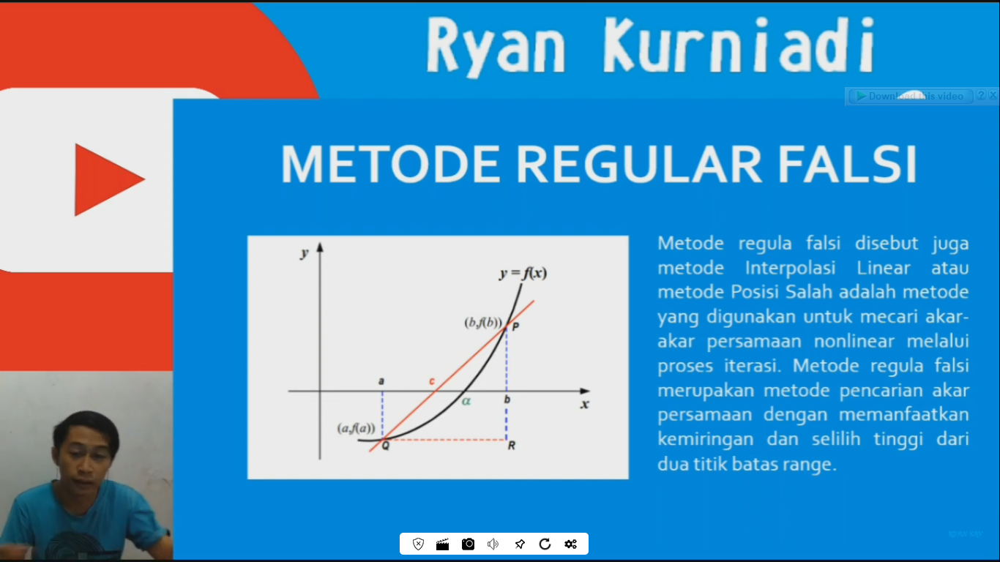 Ryan Kurniadi
Download this video
METODE REGULAR FALSI
y
y = f(x)
(b,f(b))
P
a
c
α
b
x
(a,f(a))
Q
R
Metode regula falsi disebut juga
metode Interpolasi Linear atau
metode Posisi Salah adalah metode
yang digunakan untuk mecari akar-
akar persamaan nonlinear melalui
proses iterasi. Metode regula falsi
merupakan metode pencarian akar
persamaan dengan memanfaatkan
kemiringan dan selilih tinggi dari
dua titik batas range.